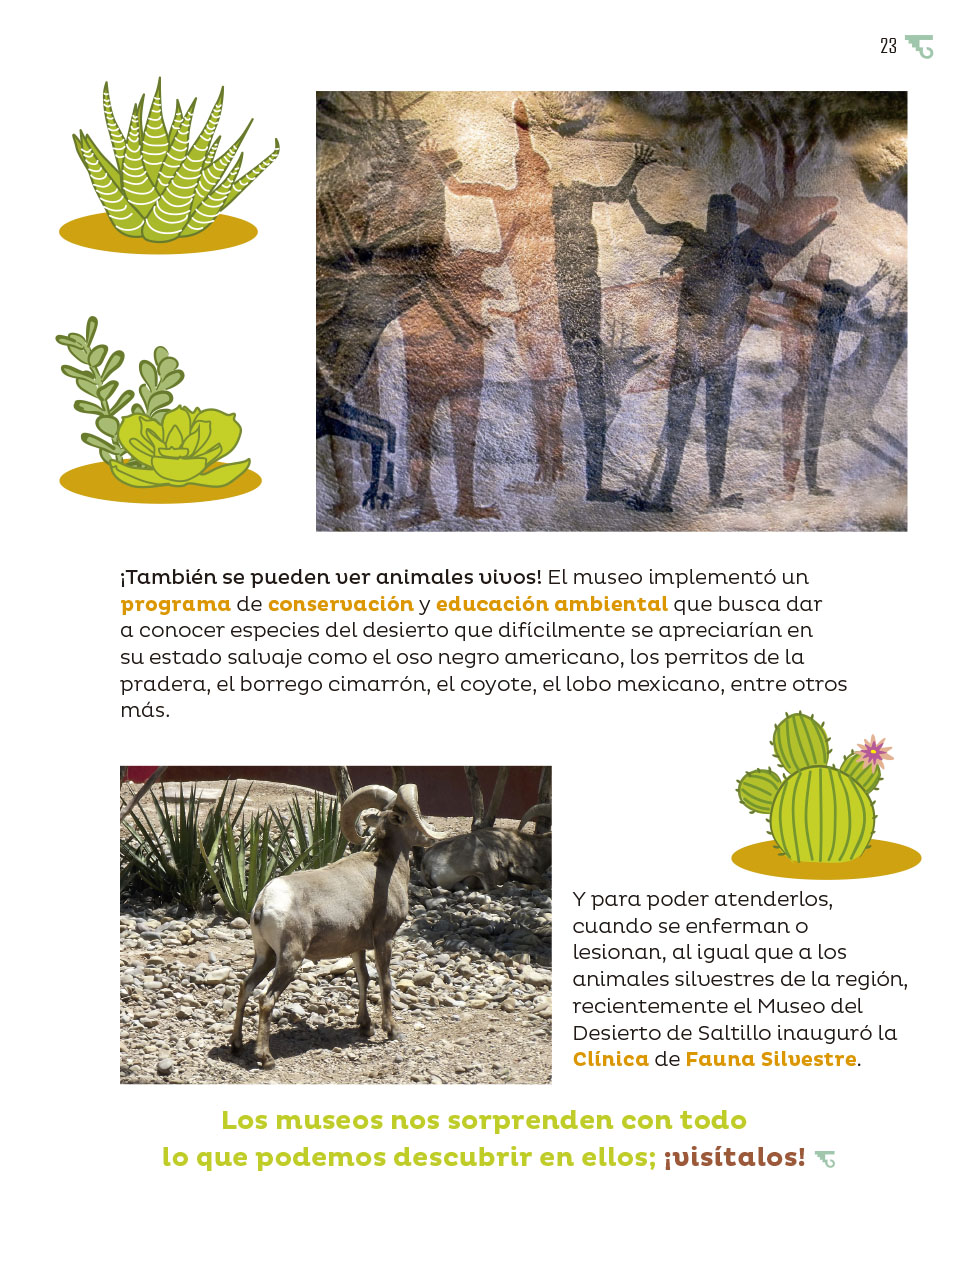 23
¡También se pueden ver animales vivos! El museo implementó un
programa de conservación y educación ambiental que busca dar
a conocer especies del desierto que difícilmente se apreciarían en
su estado salvaje como el oso negro americano, los perritos de la
pradera, el borrego cimarrón, el coyote, el lobo mexicano, entre otros
más.
Y para poder atenderlos,
cuando se enferman o
lesionan, al igual que a los
animales silvestres de la región,
recientemente el Museo del
Desierto de Saltillo inauguró la
Clínica de Fauna Silvestre.
Los museos nos sorprenden con todo
lo que podemos descubrir en ellos; ¡visítalos!